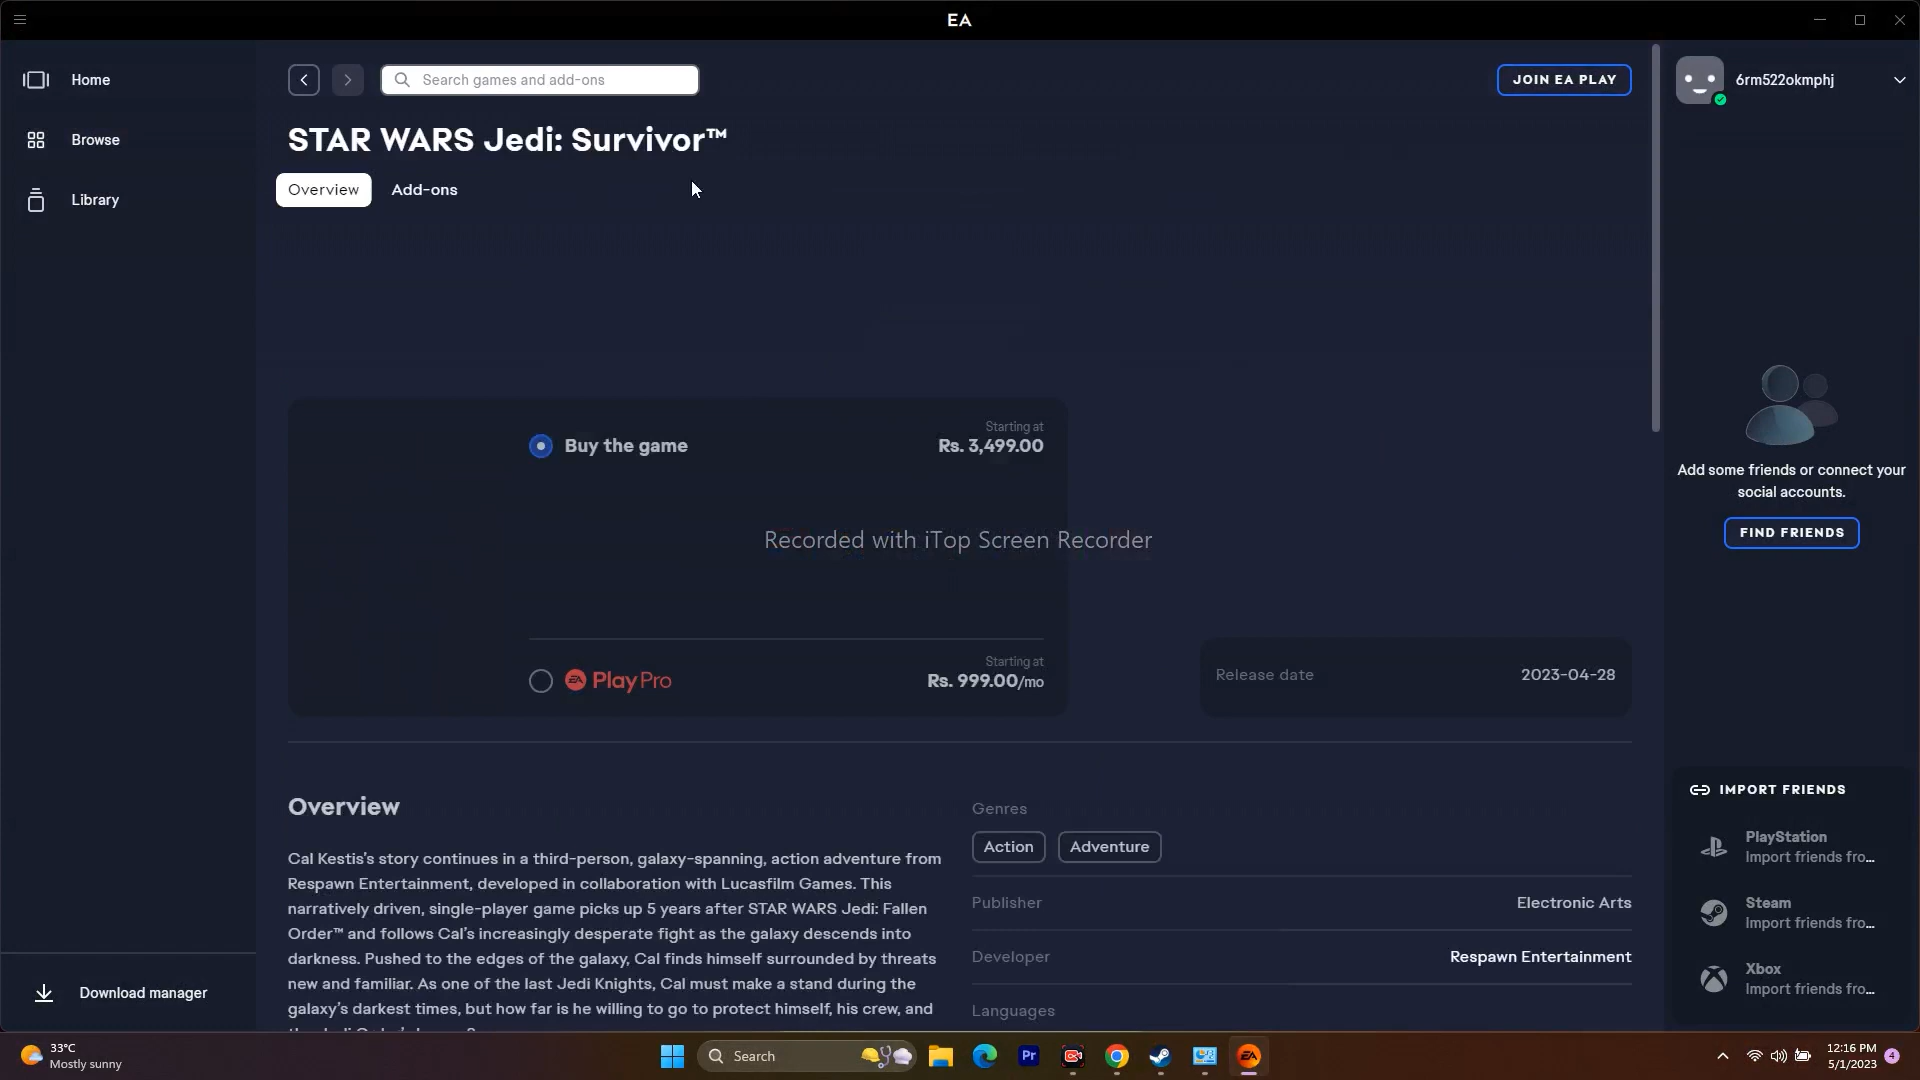 EA
Home
Search games and add-ons
JOIN EA PLAY
6rm522okmphj
Browse
STAR WARS Jedi: Survivor™
Library
Overview
Add-ons
Buy the game
Starting at
Rs. 3,499.00
Add some friends or connect your
social accounts.
FIND FRIENDS
Recorded with iTop Screen Recorder
EA Play Pro
Starting at
Rs. 999.00/mo
Release date
2023-04-28
Overview
Cal Kestis's story continues in a third-person, galaxy-spanning, action adventure from
Respawn Entertainment, developed in collaboration with Lucasfilm Games. This
narratively driven, single-player game picks up 5 years after STAR WARS Jedi: Fallen
Order™ and follows Cal's increasingly desperate fight as the galaxy descends into
darkness. Pushed to the edges of the galaxy, Cal finds himself surrounded by threats
new and familiar. As one of the last Jedi Knights, Cal must make a stand during the
galaxy's darkest times, but how far is he willing to go to protect himself, his crew, and
Genres
Action
Adventure
Publisher
Electronic Arts
Developer
Respawn Entertainment
Languages
IMPORT FRIENDS
PlayStation
Import friends fro...
Steam
Import friends fro...
Xbox
Import friends fro...
Download manager
33°C
Mostly sunny
Search
Pr
EA
12:16 PM
5/1/2023
4